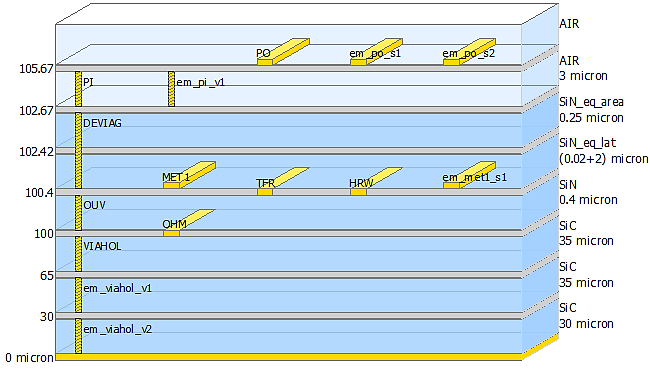 AIR
PO em_po_s1 em_po_s2
105.67
AIR
3 micron
PI em_pi_v1
102.67
SiN_eq_area
0.25 micron
DEVIAG
102.42
SiN_eq_lat
(0.02+2) micron
MET1 TFR HRW em_met1_s1
100.4
SiN
0.4 micron
OUV
OHM
100
SiC
35 micron
VIAHOL
65
SiC
35 micron
em_viahol_v1
30
SiC
30 micron
em_viahol_v2
0 micron